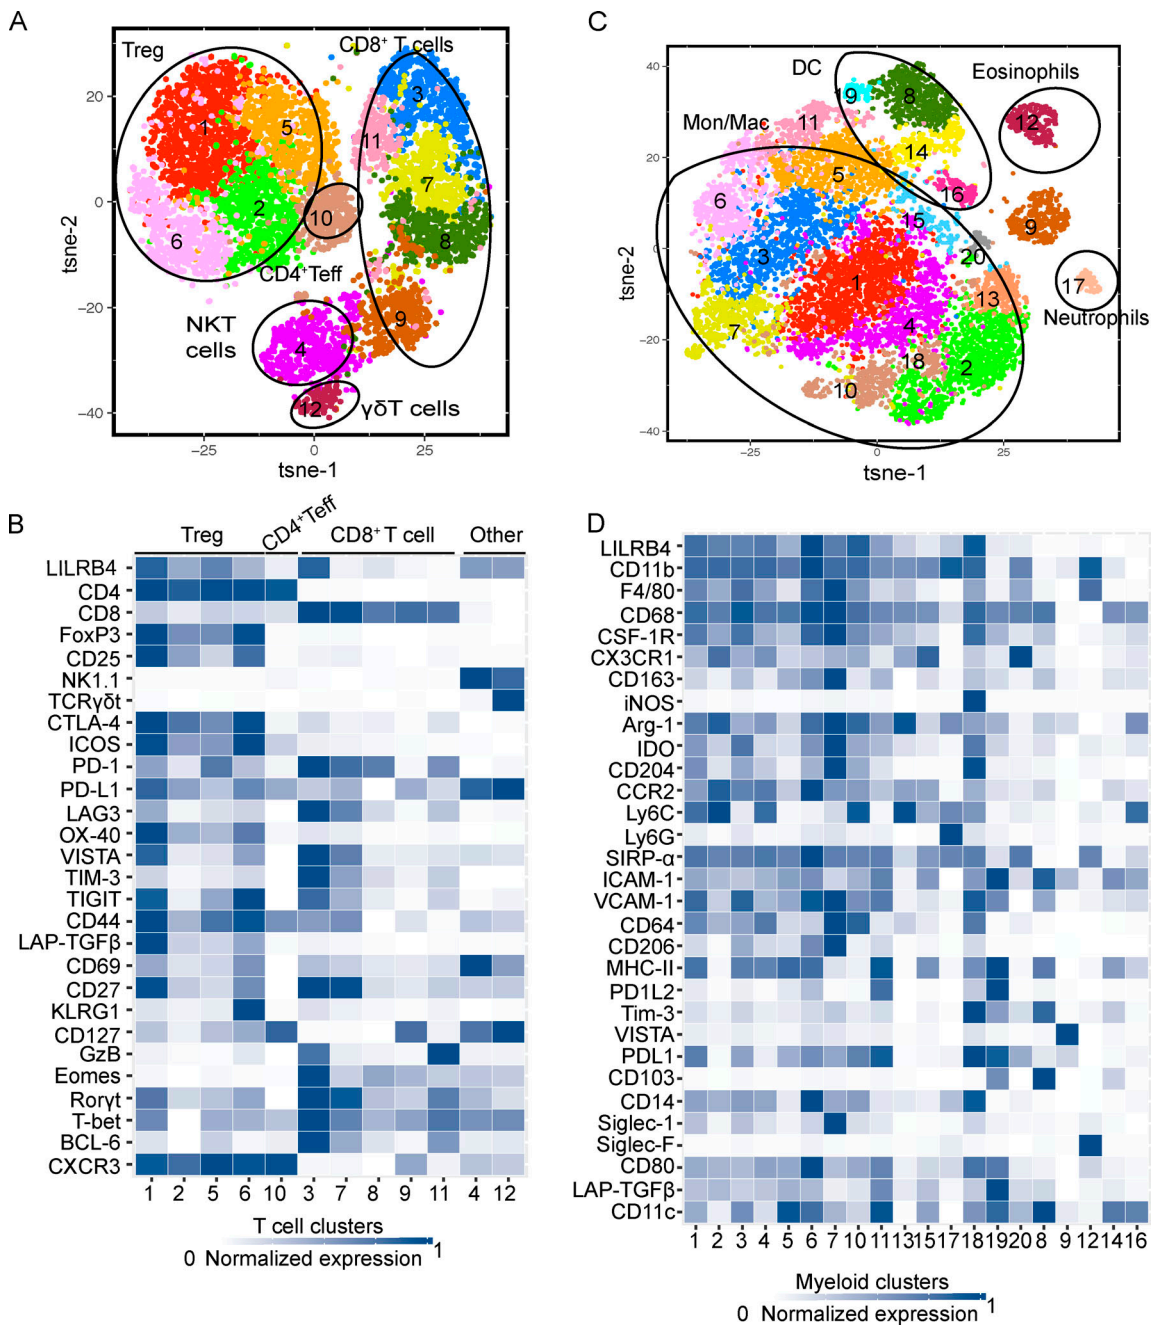 A
Treg
CD8⁺ T cells
3
1
5
11
7
2
10
6
8
CD4⁺Teff
NKT
cells
9
4
12
γδT cells
20
0
−20
−40
tsne-2
−25
0
25
tsne-1
C
DC
Eosinophils
19
8
12
Mon/Mac
11
14
5
16
6
15
9
3
20
1
17
13
Neutrophils
7
4
18
2
10
40
20
0
−20
−40
tsne-2
−25
0
25
tsne-1
B
Treg
CD4⁺Teff
CD8⁺ T cell
Other
LILRB4
CD4
CD8
FoxP3
CD25
NK1.1
TCRγδt
CTLA-4
ICOS
PD-1
PD-L1
LAG3
OX-40
VISTA
TIM-3
TIGIT
CD44
LAP-TGFβ
CD69
CD27
KLRG1
CD127
GzB
Eomes
Rorγt
T-bet
BCL-6
CXCR3
1 2 5 6 10 3 7 8 9 11 4 12
T cell clusters
0 Normalized expression 1
D
LILRB4
CD11b
F4/80
CD68
CSF-1R
CX3CR1
CD163
iNOS
Arg-1
IDO
CD204
CCR2
Ly6C
Ly6G
SIRP-α
ICAM-1
VCAM-1
CD64
CD206
MHC-II
PD1L2
Tim-3
VISTA
PDL1
CD103
CD14
Siglec-1
Siglec-F
CD80
LAP-TGFβ
CD11c
1 2 3 4 5 6 7 10 11 13 15 17 18 19 20 8 9 12 14 16
Myeloid clusters
0 Normalized expression 1